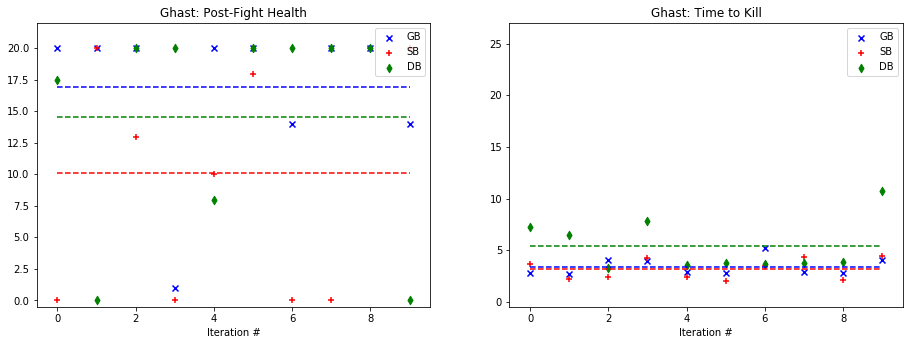 Ghast: Post-Fight Health
20.0
17.5
15.0
12.5
10.0
7.5
5.0
2.5
0.0
0 2 4 6 8
Iteration #
GB
SB
DB
Ghast: Time to Kill
25
20
15
10
5
0
0 2 4 6 8
Iteration #
GB
SB
DB